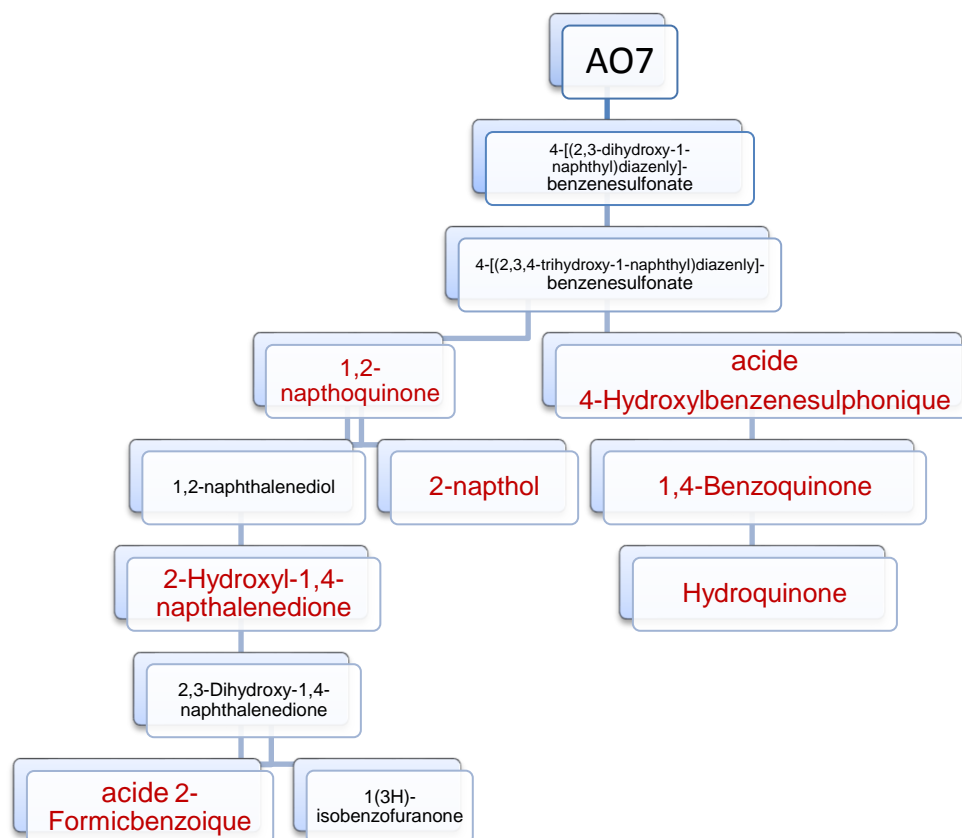 AO7
4-[(2,3-dihydroxy-1-
naphthyl)diazenly]-
benzenesulfonate
4-[(2,3,4-trihydroxy-1-naphthyl)diazenly]-
benzenesulfonate
1,2-
napthoquinone
acide
4-Hydroxylbenzenesulphonique
1,2-naphthalenediol
2-napthol
1,4-Benzoquinone
2-Hydroxyl-1,4-
napthalenedione
Hydroquinone
2,3-Dihydroxy-1,4-
naphthalenedione
acide 2-
Formicbenzoique
1(3H)-
isobenzofuranone